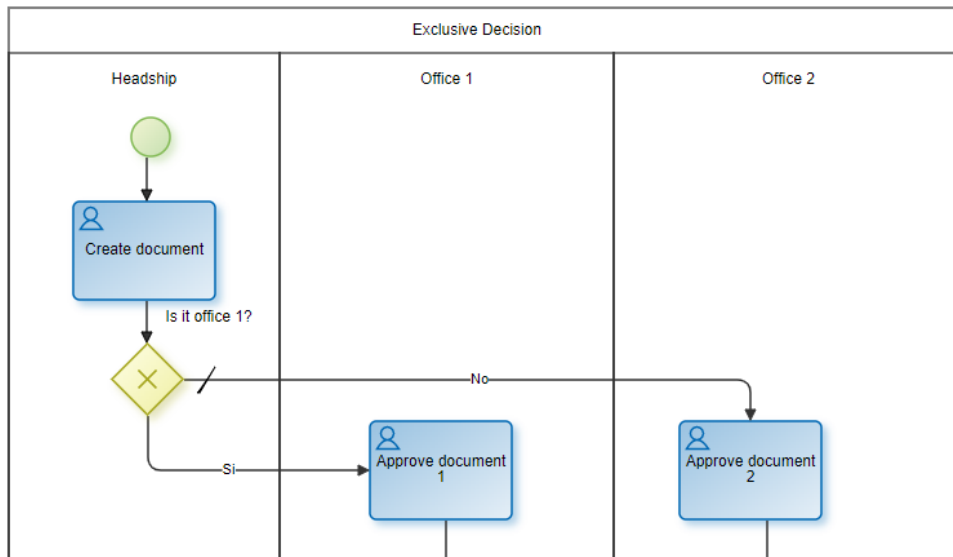 Exclusive Decision
Headship
Office 1
Office 2
Create document
Is it office 1?
No
Si
Approve document
1
Approve document
2